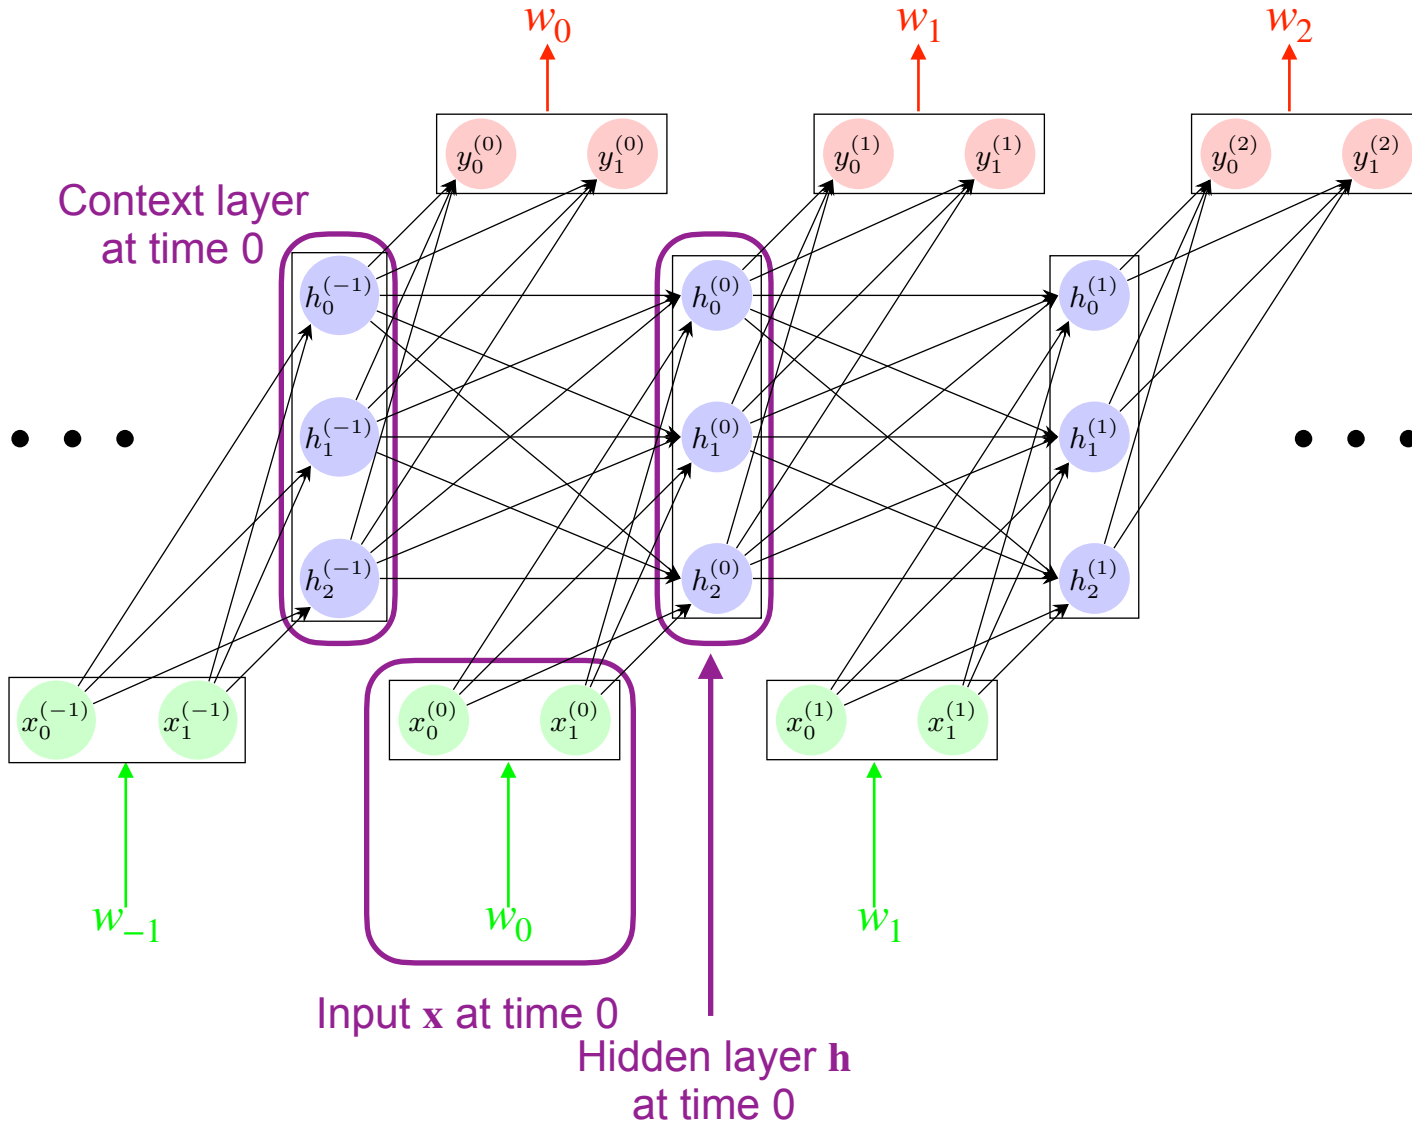 w₀ w₁ w₂
y₀⁽⁰⁾ y₁⁽⁰⁾ y₀⁽¹⁾ y₁⁽¹⁾ y₀⁽²⁾ y₁⁽²⁾
Context layer
at time 0
h₀⁽⁻¹⁾ h₀⁽⁰⁾ h₀⁽¹⁾
h₁⁽⁻¹⁾ h₁⁽⁰⁾ h₁⁽¹⁾
h₂⁽⁻¹⁾ h₂⁽⁰⁾ h₂⁽¹⁾
x₀⁽⁻¹⁾ x₁⁽⁻¹⁾ x₀⁽⁰⁾ x₁⁽⁰⁾ x₀⁽¹⁾ x₁⁽¹⁾
w₋₁ w₀ w₁
Input x at time 0
Hidden layer h
at time 0